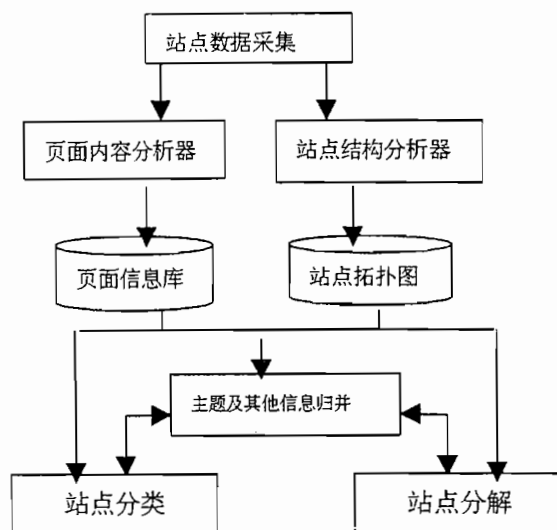 站点数据采集
页面内容分析器
站点结构分析器
页面信息库
站点拓扑图
主题及其他信息归并
站点分类
站点分解